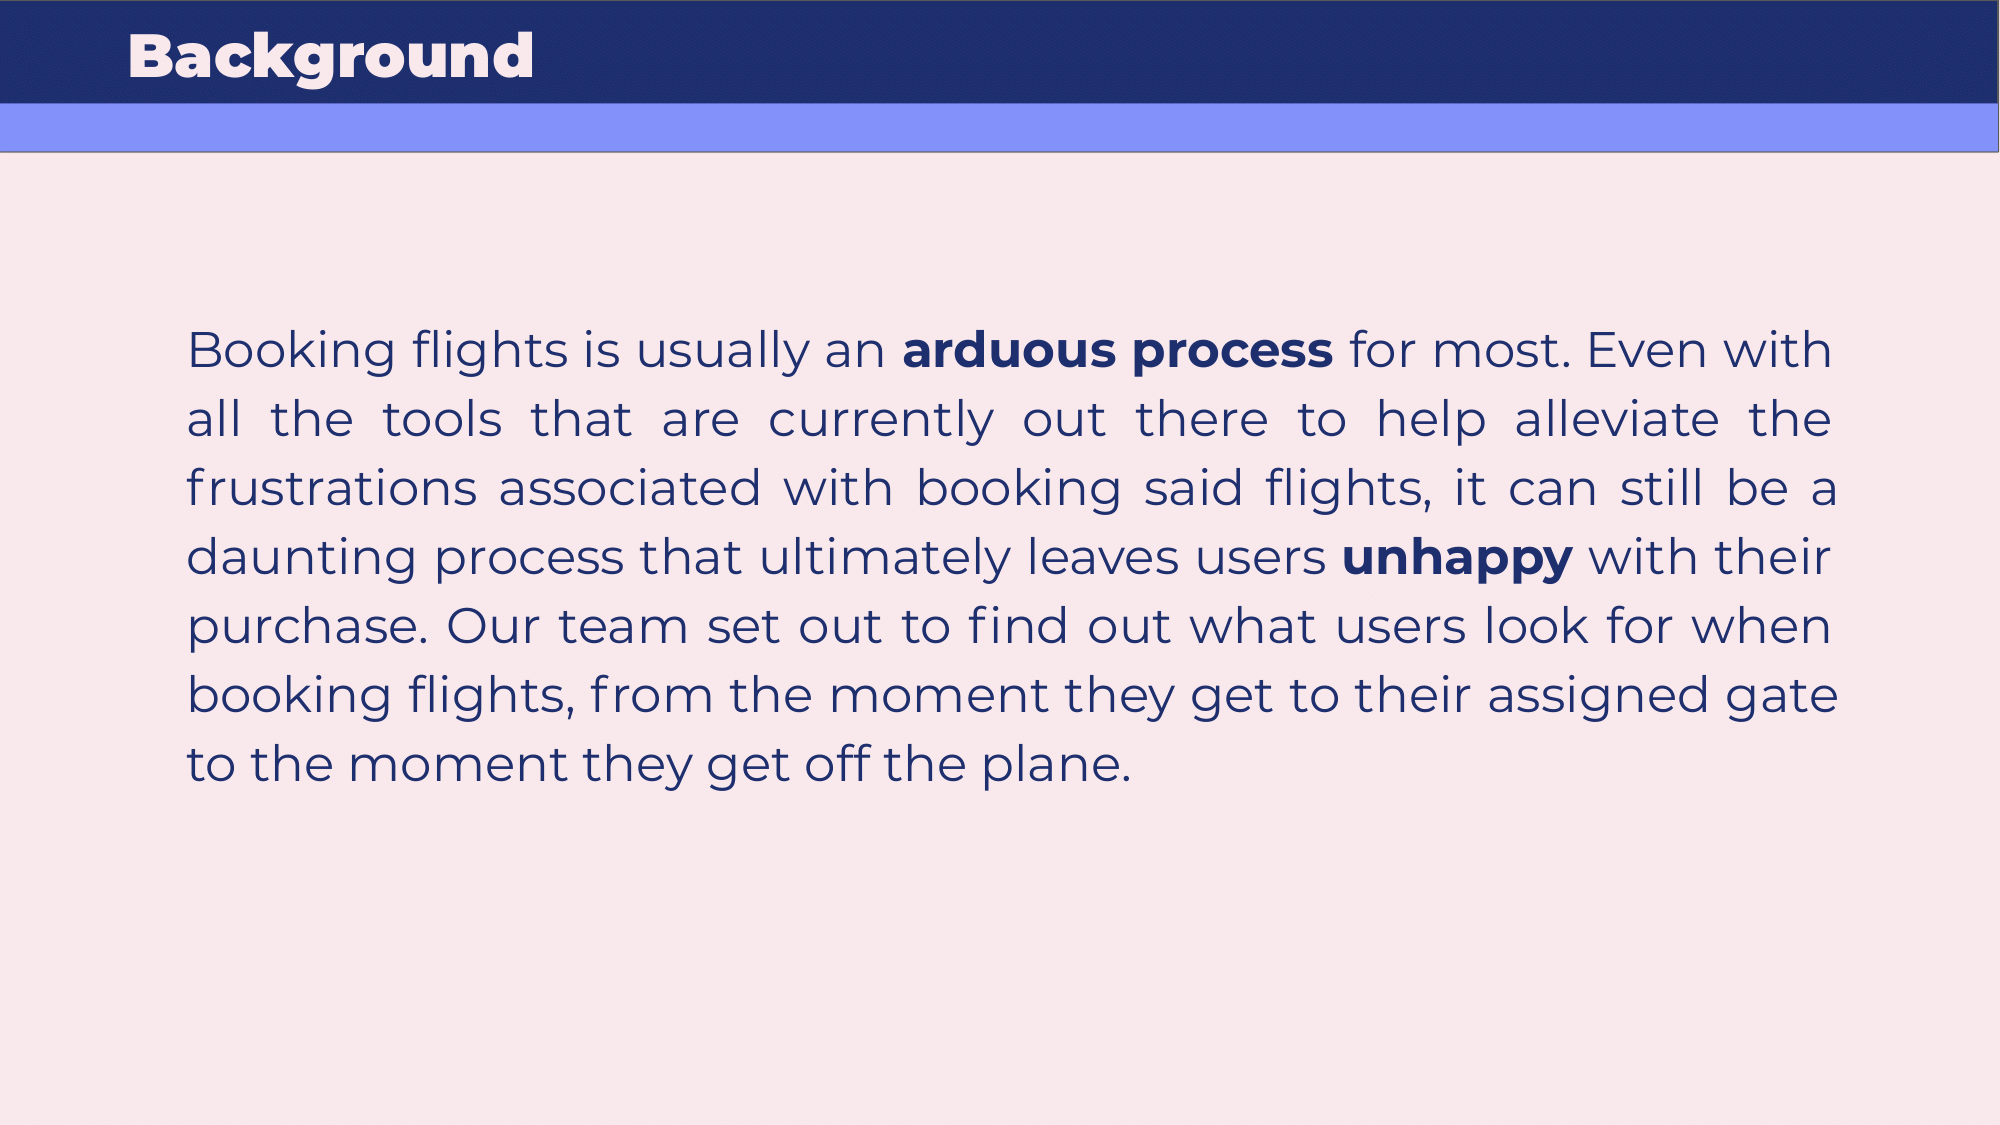 Background
Booking flights is usually an arduous process for most. Even with
all the tools that are currently out there to help alleviate the
frustrations associated with booking said flights, it can still be a
daunting process that ultimately leaves users unhappy with their
purchase. Our team set out to find out what users look for when
booking flights, from the moment they get to their assigned gate
to the moment they get off the plane.